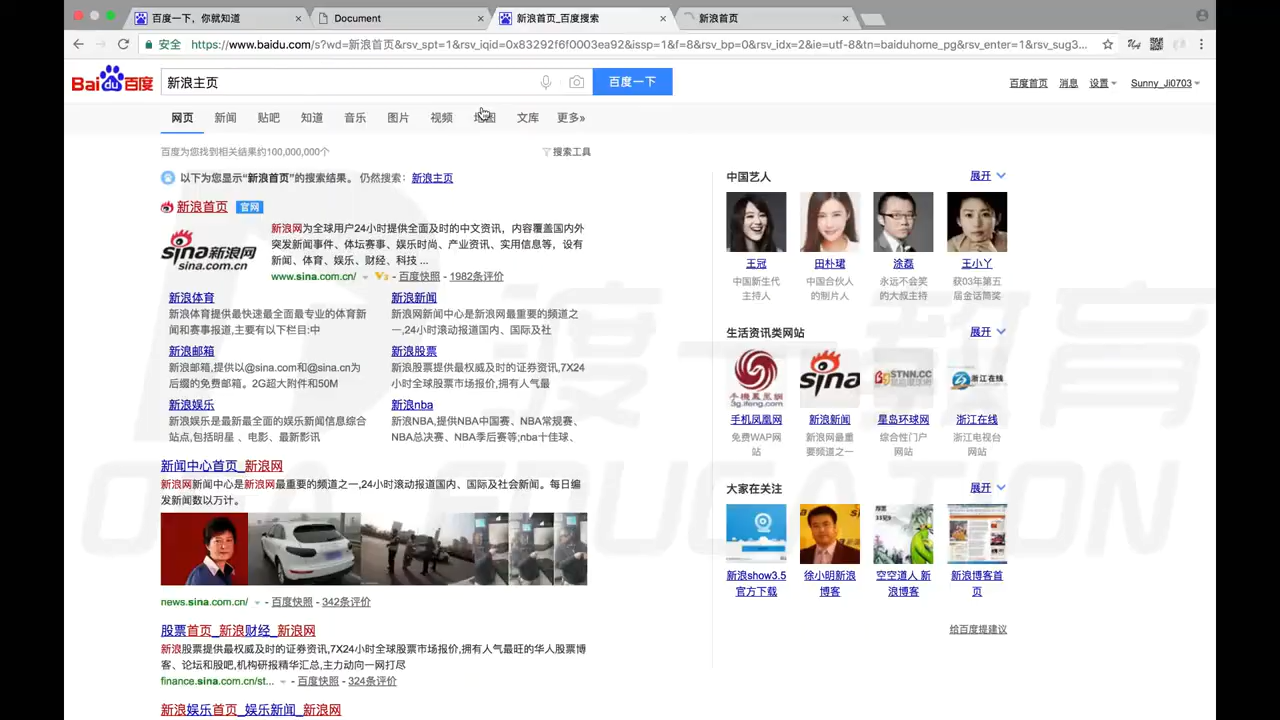 百度一下，你就知道
Document
新浪首页_百度搜索
新浪首页
安全 https://www.baidu.com/s?wd=新浪首页&rsv_spt=1&rsv_iqid=0x83292f6f0003ea92&issp=1&f=8&rsv_bp=0&rsv_idx=2&ie=utf-8&tn=baiduhome_pg&rsv_enter=1&rsv_sug3...
Bai du 百度
新浪主页
百度一下
百度首页 消息 设置 Sunny_Ji0703
网页 新闻 贴吧 知道 音乐 图片 视频 地图 文库 更多»
百度为您找到相关结果约100,000,000个
搜索工具
以下为您显示“新浪首页”的搜索结果。 仍然搜索：新浪主页
新浪首页 官网
sina新浪网
sina.com.cn
新浪网为全球用户24小时提供全面及时的中文资讯，内容覆盖国内外
突发新闻事件、体坛赛事、娱乐时尚、产业资讯、实用信息等，设有
新闻、体育、娱乐、财经、科技 ...
www.sina.com.cn/ - 百度快照 - 1982条评价
新浪体育
新浪体育提供最快速最全面最专业的体育新
闻和赛事报道,主要有以下栏目:中
新浪新闻
新浪网新闻中心是新浪网最重要的频道之
一,24小时滚动报道国内、国际及社
新浪邮箱
新浪邮箱,提供以@sina.com和@sina.cn为
后缀的免费邮箱。2G超大附件和50M
新浪股票
新浪股票提供最权威及时的证券资讯,7X24
小时全球股票市场报价,拥有人气最
新浪娱乐
新浪娱乐是最新最全面的娱乐新闻信息综合
站点,包括明星 、电影、最新影讯
新浪nba
新浪NBA,提供NBA中国赛、NBA常规赛、
NBA总决赛、NBA季后赛等;nba十佳球、
新闻中心首页_新浪网
新浪网新闻中心是新浪网最重要的频道之一,24小时滚动报道国内、国际及社会新闻。每日编
发新闻数以万计。
news.sina.com.cn/ - 百度快照 - 342条评价
股票首页_新浪财经_新浪网
新浪股票提供最权威及时的证券资讯,7X24小时全球股票市场报价,拥有人气最旺的华人股票博
客、论坛和股吧,机构研报精华汇总,主力动向一网打尽
finance.sina.com.cn/st... - 百度快照 - 324条评价
新浪娱乐首页_娱乐新闻_新浪网
中国艺人
展开
王冠
中国新生代
主持人
田朴珺
中国合伙人
的制片人
涂磊
永远不会笑
的大叔主持
王小丫
获03年第五
届金话筒奖
生活资讯类网站
展开
手机凤凰网
3g.ifeng.com
sina
STNN.CC
星岛环球网
浙江在线
手机凤凰网
免费WAP网
站
新浪新闻
新浪网最重
要频道之一
星岛环球网
综合性门户
网站
浙江在线
浙江电视台
网站
大家在关注
展开
新浪show3.5
官方下载
徐小明新浪
博客
空空道人 新
浪博客
新浪博客首
页
给百度提建议
渡一教育
DUYI EDUCATION